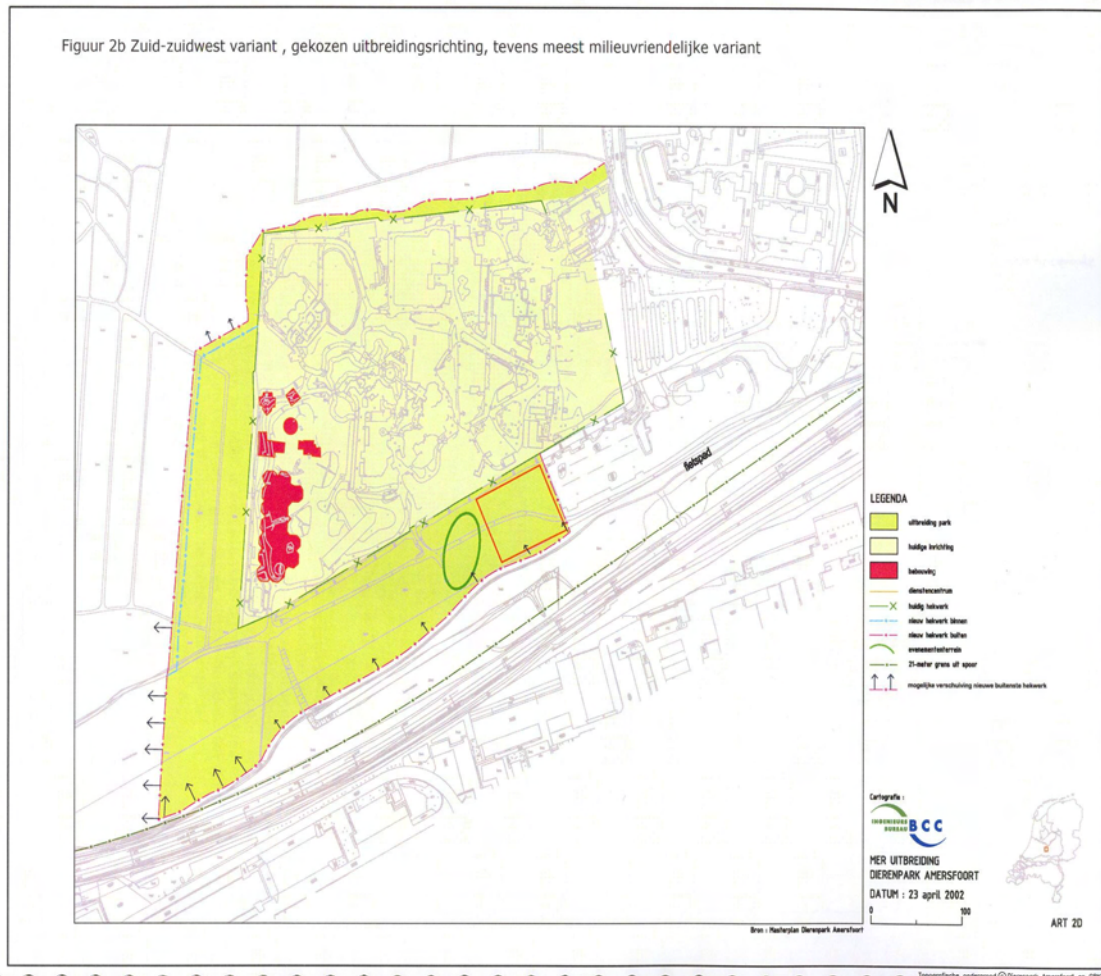 Figuur 2b Zuid-zuidwest variant , gekozen uitbreidingsrichting, tevens meest milieuvriendelijke variant
N
fietspad
LEGENDA
uitbreiding park
huidige inrichting
bebouwing
dienstencentrum
huidig hekwerk
nieuw hekwerk binnen
nieuw hekwerk buiten
evenemententerrein
21-meter grens uit spoor
mogelijke verschuiving nieuwe buitenste hekwerk
Cartografie :
INGENIEURS
BUREAU BCC
MER UITBREIDING
DIERENPARK AMERSFOORT
DATUM : 23 april 2002
0 100
ART 2D
Bron : Masterplan Dierenpark Amersfoort